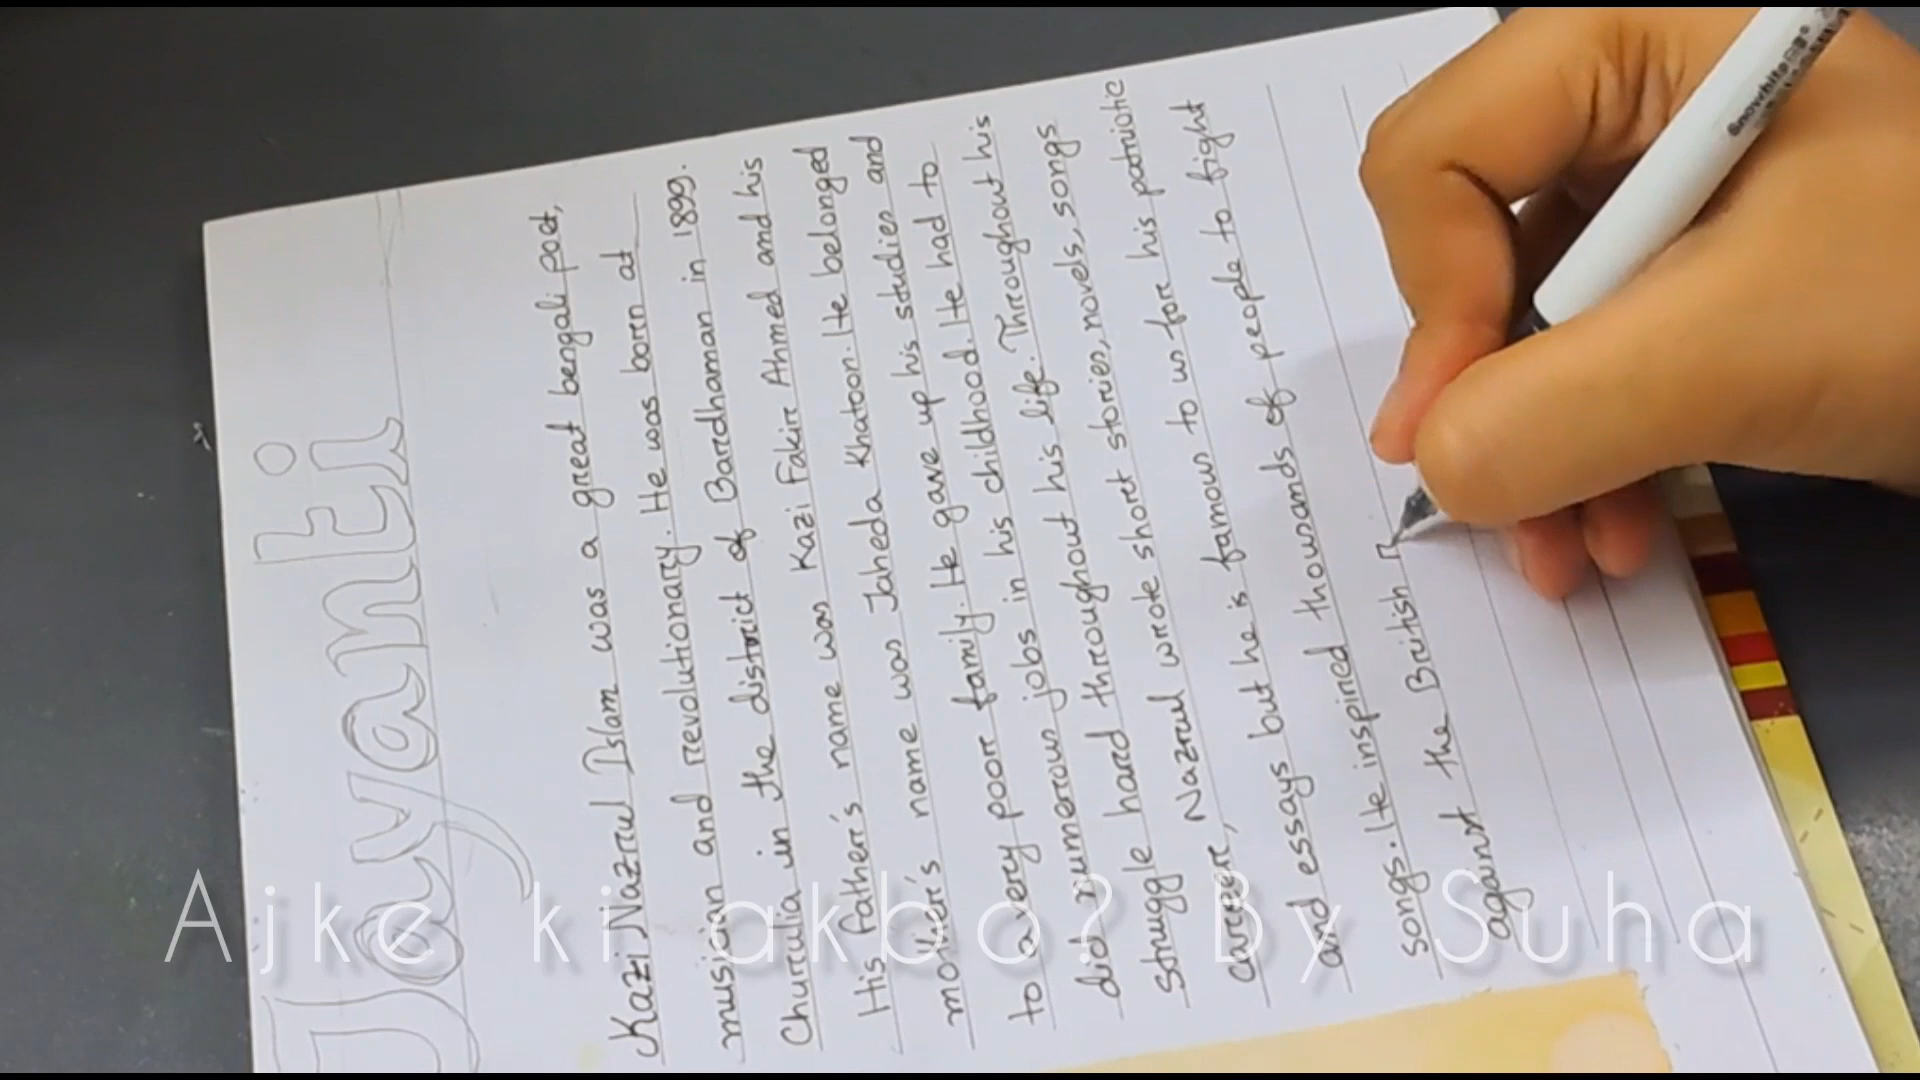 Jayanti
Kazi Nazrul Islam was a great bengali poet,
musician and revolutionary. He was born at
Churulia in the district of Bardhaman in 1899.
His father's name was Kazi Fakir Ahmed and his
mother's name was Jaheda Khatoon. He belonged
to a very poor family. He gave up his studies and
did numerous jobs in his childhood. He had to
struggle hard throughout his life. Throughout his
career, Nazrul wrote short stories, novels, songs
and essays but he is famous to us for his patriotic
songs. He inspired thousands of people to fight
against the British
Ajke ki akbo? By Suha
Snowhite